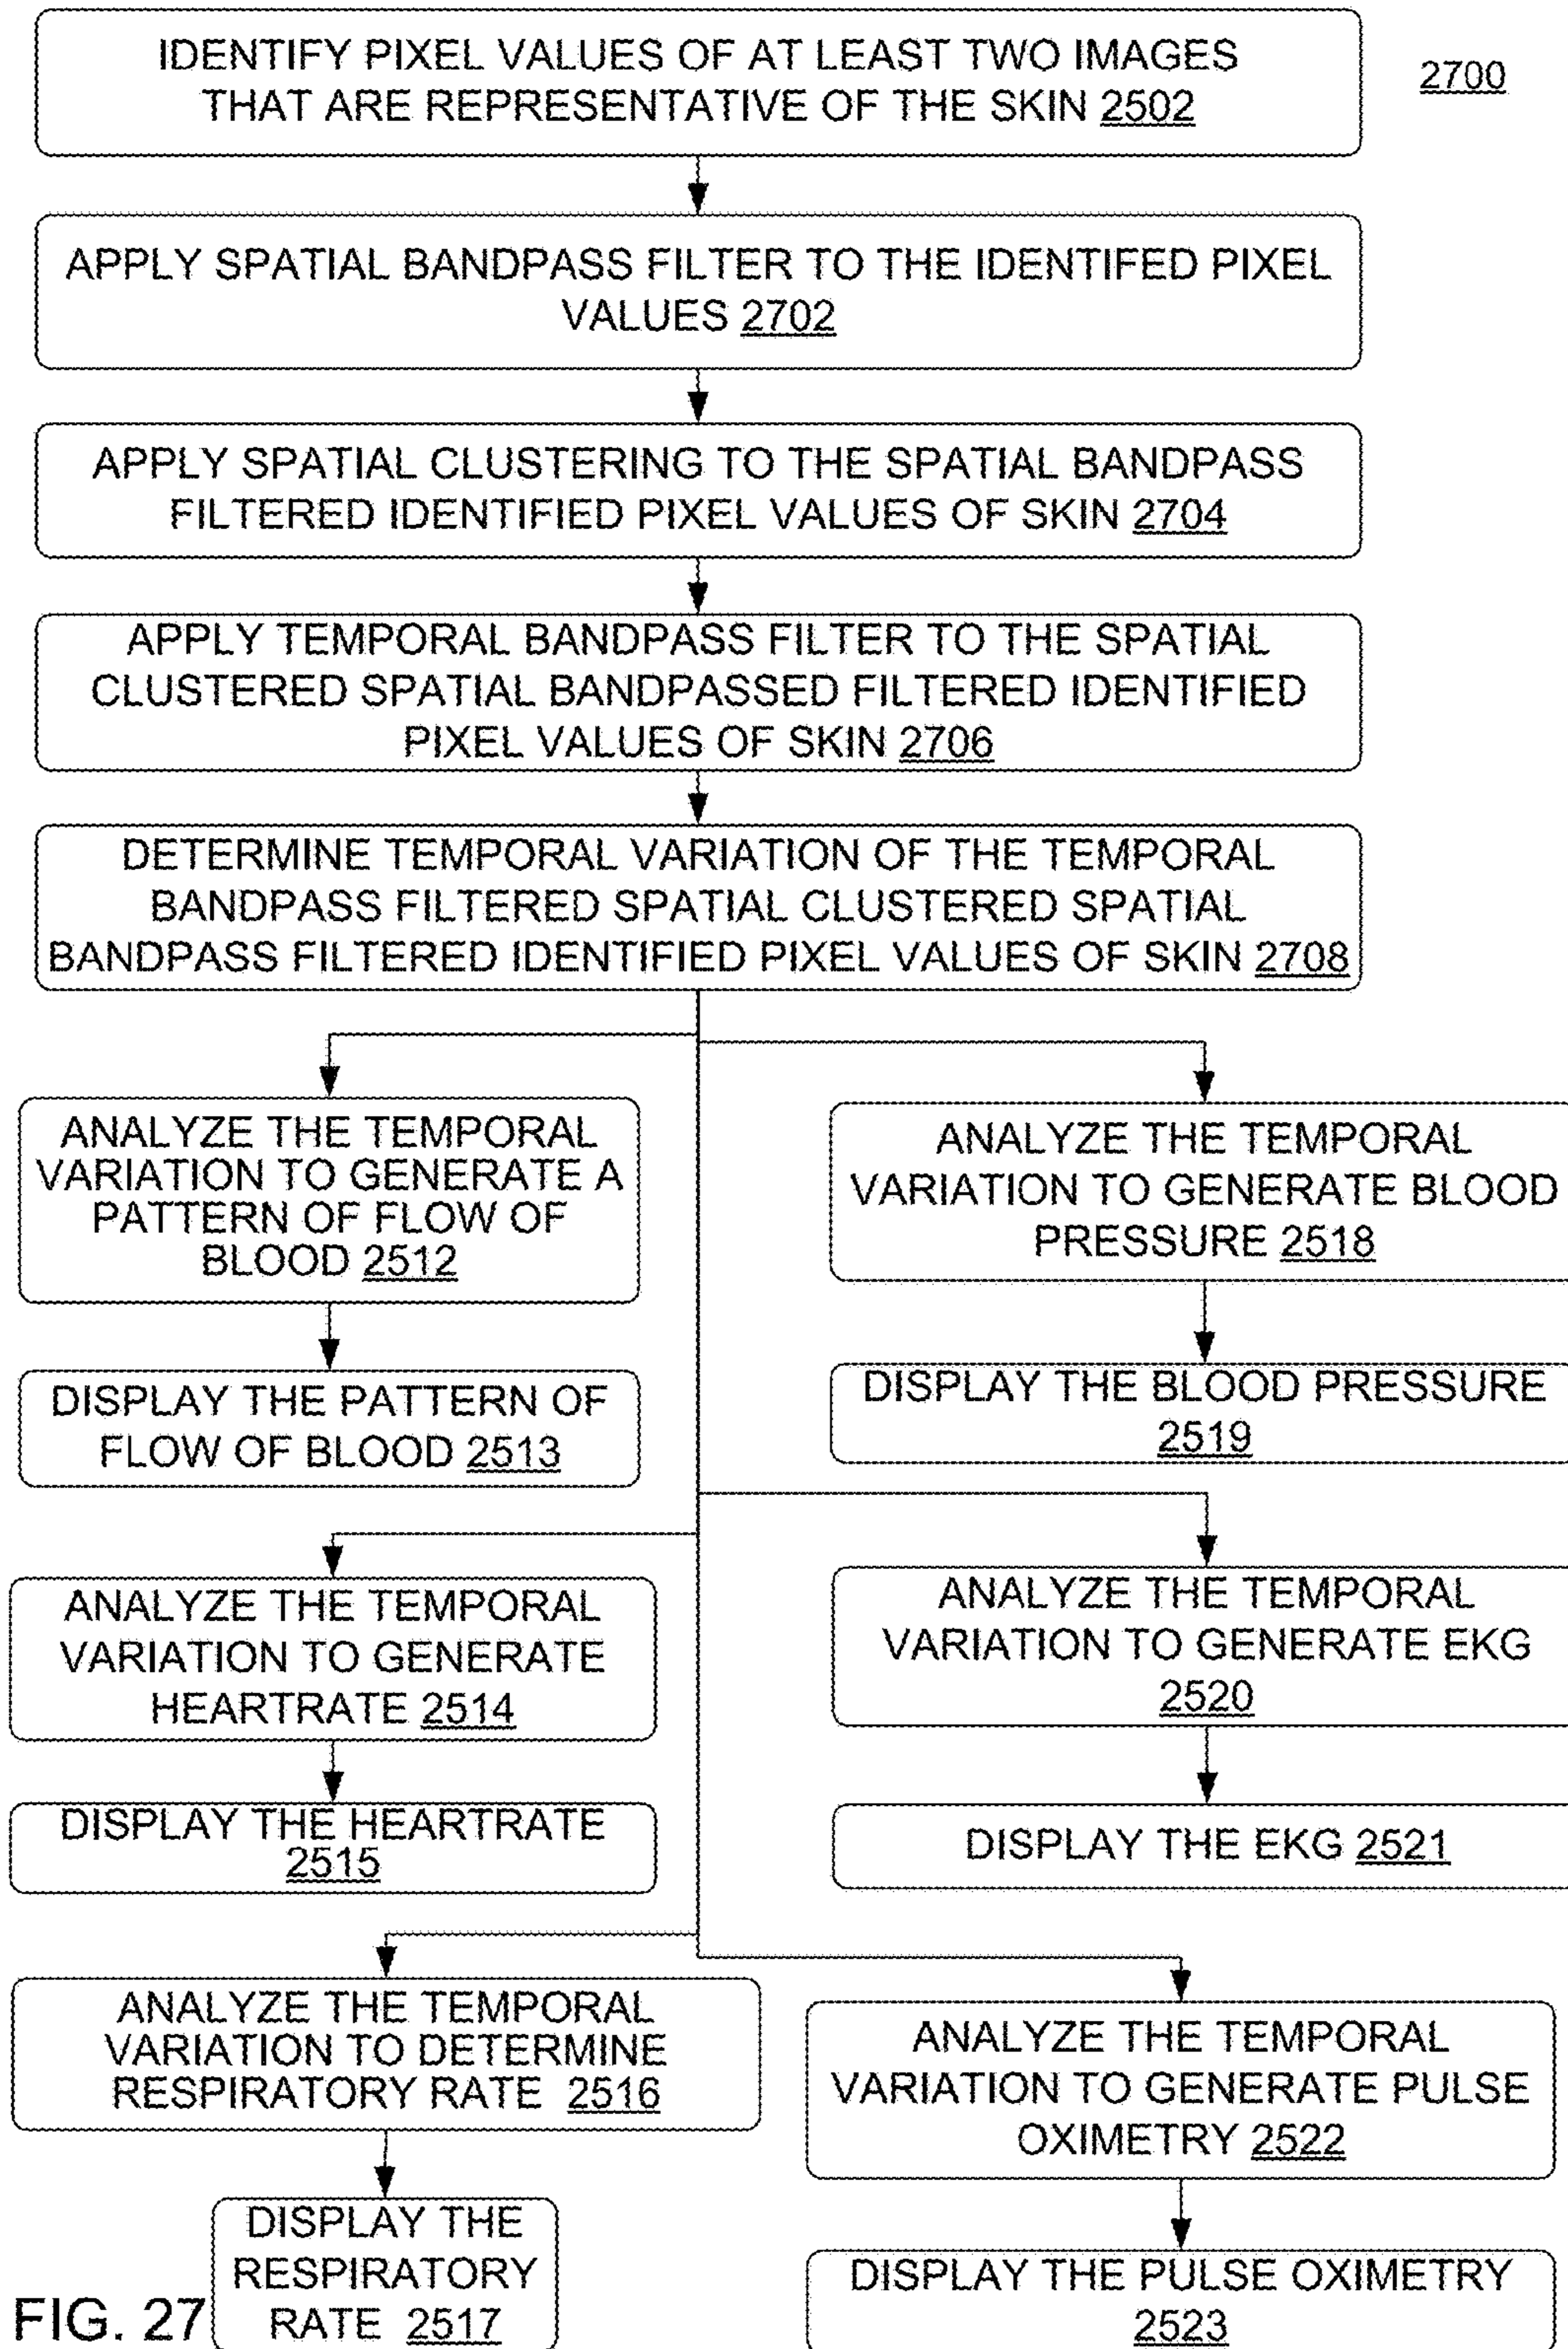 IDENTIFY PIXEL VALUES OF AT LEAST TWO IMAGES
THAT ARE REPRESENTATIVE OF THE SKIN 2502
2700
APPLY SPATIAL BANDPASS FILTER TO THE IDENTIFED PIXEL
VALUES 2702
APPLY SPATIAL CLUSTERING TO THE SPATIAL BANDPASS
FILTERED IDENTIFIED PIXEL VALUES OF SKIN 2704
APPLY TEMPORAL BANDPASS FILTER TO THE SPATIAL
CLUSTERED SPATIAL BANDPASSED FILTERED IDENTIFIED
PIXEL VALUES OF SKIN 2706
DETERMINE TEMPORAL VARIATION OF THE TEMPORAL
BANDPASS FILTERED SPATIAL CLUSTERED SPATIAL
BANDPASS FILTERED IDENTIFIED PIXEL VALUES OF SKIN 2708
ANALYZE THE TEMPORAL
VARIATION TO GENERATE A
PATTERN OF FLOW OF
BLOOD 2512
ANALYZE THE TEMPORAL
VARIATION TO GENERATE BLOOD
PRESSURE 2518
DISPLAY THE PATTERN OF
FLOW OF BLOOD 2513
DISPLAY THE BLOOD PRESSURE
2519
ANALYZE THE TEMPORAL
VARIATION TO GENERATE
HEARTRATE 2514
ANALYZE THE TEMPORAL
VARIATION TO GENERATE EKG
2520
DISPLAY THE HEARTRATE
2515
DISPLAY THE EKG 2521
ANALYZE THE TEMPORAL
VARIATION TO DETERMINE
RESPIRATORY RATE 2516
ANALYZE THE TEMPORAL
VARIATION TO GENERATE PULSE
OXIMETRY 2522
DISPLAY THE
RESPIRATORY
RATE 2517
DISPLAY THE PULSE OXIMETRY
2523
FIG. 27